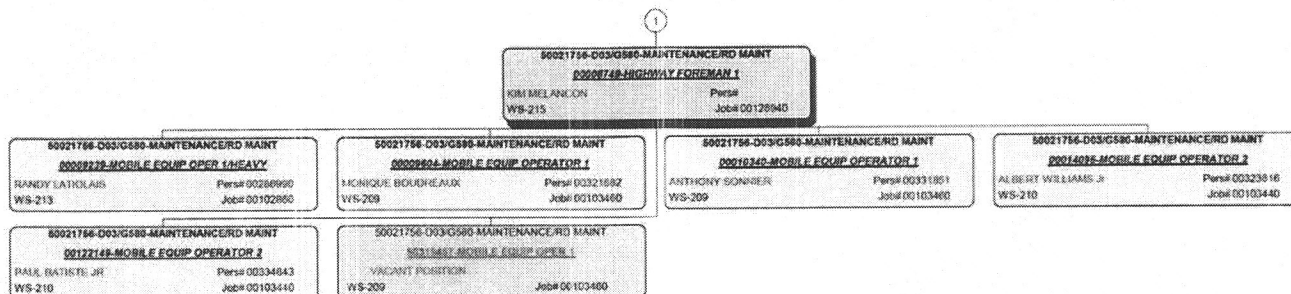 1
50021756-D03/G580-MAINTENANCE/RD MAINT
00008749-HIGHWAY FOREMAN 1
KIM MELANCON Pers#
WS-215 Job# 00128940
50021756-D03/G580-MAINTENANCE/RD MAINT
00009239-MOBILE EQUIP OPER 1/HEAVY
RANDY LATIOLAIS Pers# 00286990
WS-213 Job# 00102860
50021756-D03/G580-MAINTENANCE/RD MAINT
00009604-MOBILE EQUIP OPERATOR 1
MONIQUE BOUDREAUX Pers# 00321682
WS-209 Job# 00103460
50021756-D03/G580-MAINTENANCE/RD MAINT
00010340-MOBILE EQUIP OPERATOR 1
ANTHONY SONNIER Pers# 00331851
WS-209 Job# 00103460
50021756-D03/G580-MAINTENANCE/RD MAINT
00014095-MOBILE EQUIP OPERATOR 2
ALBERT WILLIAMS Jr Pers# 00323816
WS-210 Job# 00103440
50021756-D03/G580-MAINTENANCE/RD MAINT
00122149-MOBILE EQUIP OPERATOR 2
PAUL BATISTE JR Pers# 00334643
WS-210 Job# 00103440
50021756-D03/G580-MAINTENANCE/RD MAINT
MOBILE EQUIP OPER 1
VACANT POSITION
WS-209 Job# 00103460